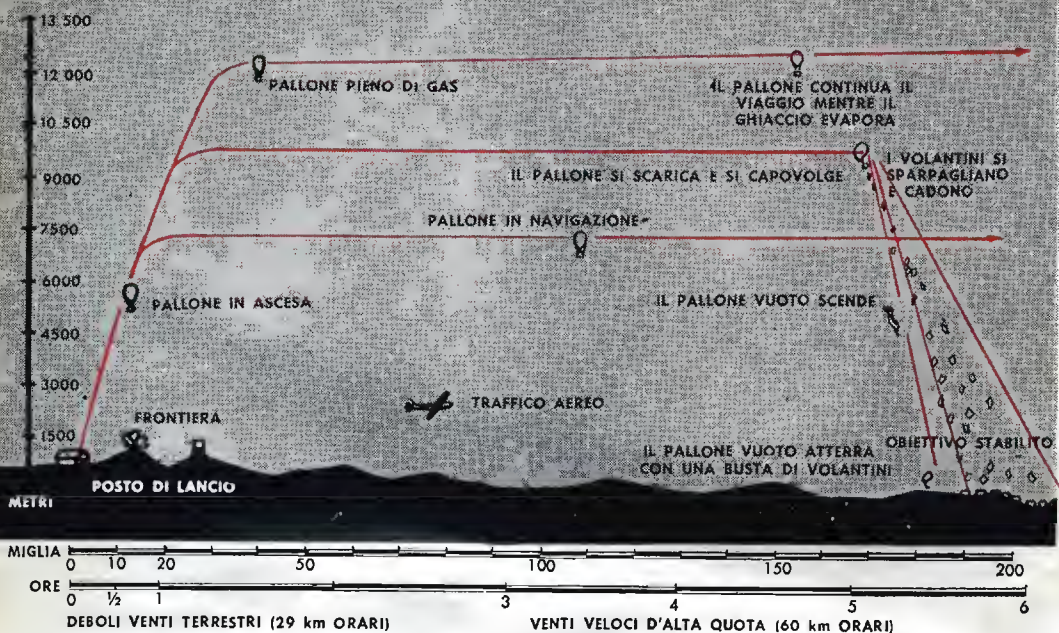 13 500
12 000
10 500
9000
7500
6000
4500
3000
1500
METRI
PALLONE PIENO DI GAS
IL PALLONE CONTINUA IL
VIAGGIO MENTRE IL
GHIACCIO EVAPORA
IL PALLONE SI SCARICA E SI CAPOVOLGE
I VOLANTINI SI
SPARPAGLIANO
E CADONO
PALLONE IN NAVIGAZIONE
PALLONE IN ASCESA
IL PALLONE VUOTO SCENDE
TRAFFICO AEREO
FRONTIERA
IL PALLONE VUOTO ATTERRA
CON UNA BUSTA DI VOLANTINI
OBIETTIVO STABILITO
POSTO DI LANCIO
MIGLIA
0 10 20 50 100 150 200
ORE
0 ½ 1 3 4 5 6
DEBOLI VENTI TERRESTRI (29 km ORARI)
VENTI VELOCI D'ALTA QUOTA (60 km ORARI)